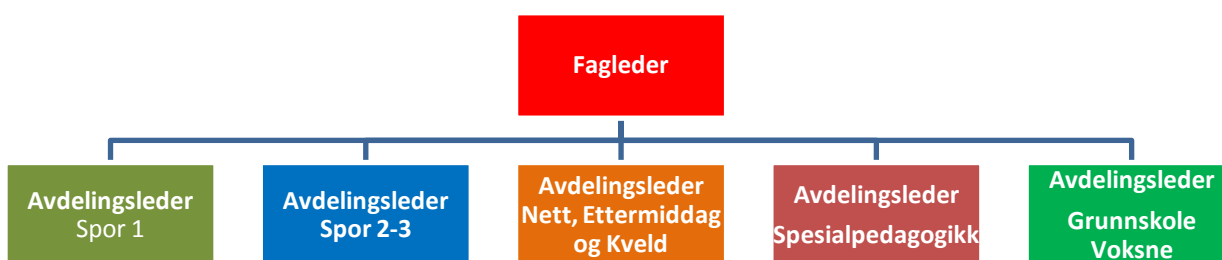 Fagleder
Avdelingsleder
Spor 1
Avdelingsleder
Spor 2-3
Avdelingsleder
Nett, Ettermiddag
og Kveld
Avdelingsleder
Spesialpedagogikk
Avdelingsleder
Grunnskole
Voksne